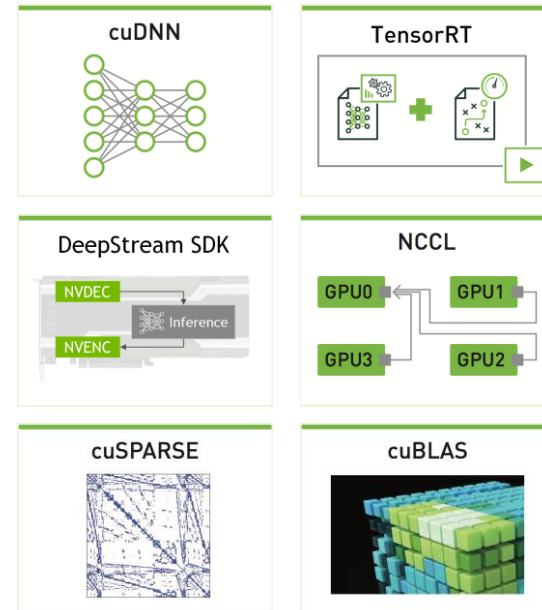 cuDNN
TensorRT
DeepStream SDK
NVDEC
Inference
NVENC
NCCL
GPU0
GPU1
GPU3
GPU2
cuSPARSE
cuBLAS